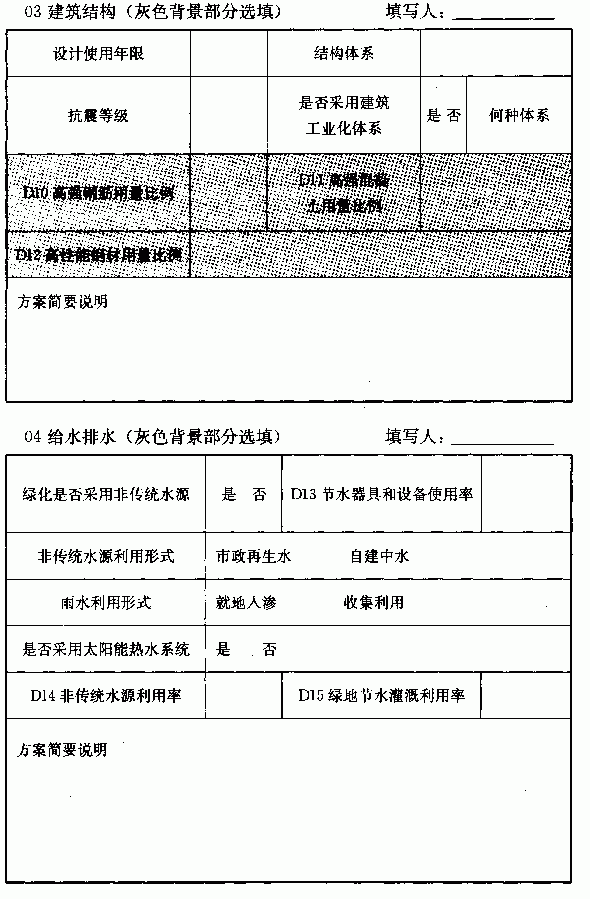 03 建筑结构（灰色背景部分选填） 填写人：
设计使用年限 结构体系
抗震等级 是否采用建筑
工业化体系 是 否 何种体系
D10 高强钢筋用量比例 D11 高强混凝
土用量比例
D12 高性能钢材用量比例
方案简要说明
04 给水排水（灰色背景部分选填） 填写人：
绿化是否采用非传统水源 是 否 D13 节水器具和设备使用率
非传统水源利用形式 市政再生水 自建中水
雨水利用形式 就地人渗 收集利用
是否采用太阳能热水系统 是 否
D14 非传统水源利用率 D15 绿地节水灌溉利用率
方案简要说明